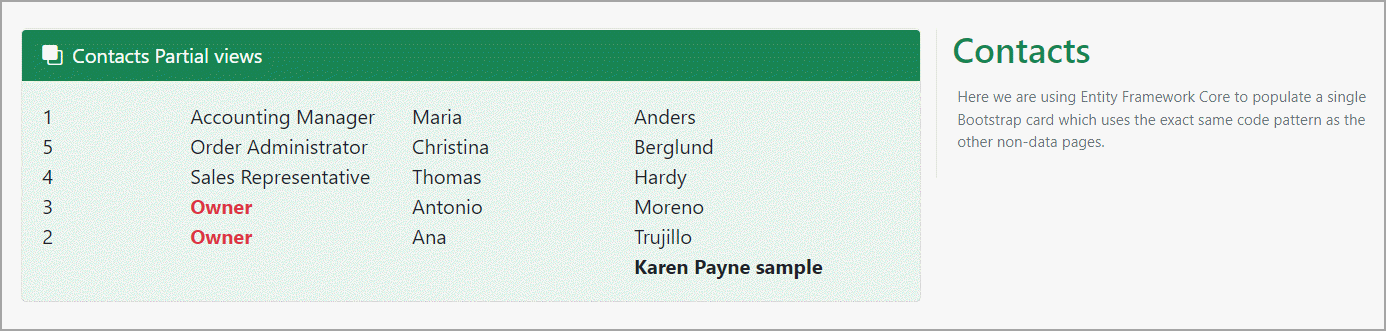 Contacts Partial views
1 Accounting Manager Maria Anders
5 Order Administrator Christina Berglund
4 Sales Representative Thomas Hardy
3 Owner Antonio Moreno
2 Owner Ana Trujillo
Karen Payne sample
Contacts
Here we are using Entity Framework Core to populate a single
Bootstrap card which uses the exact same code pattern as the
other non-data pages.